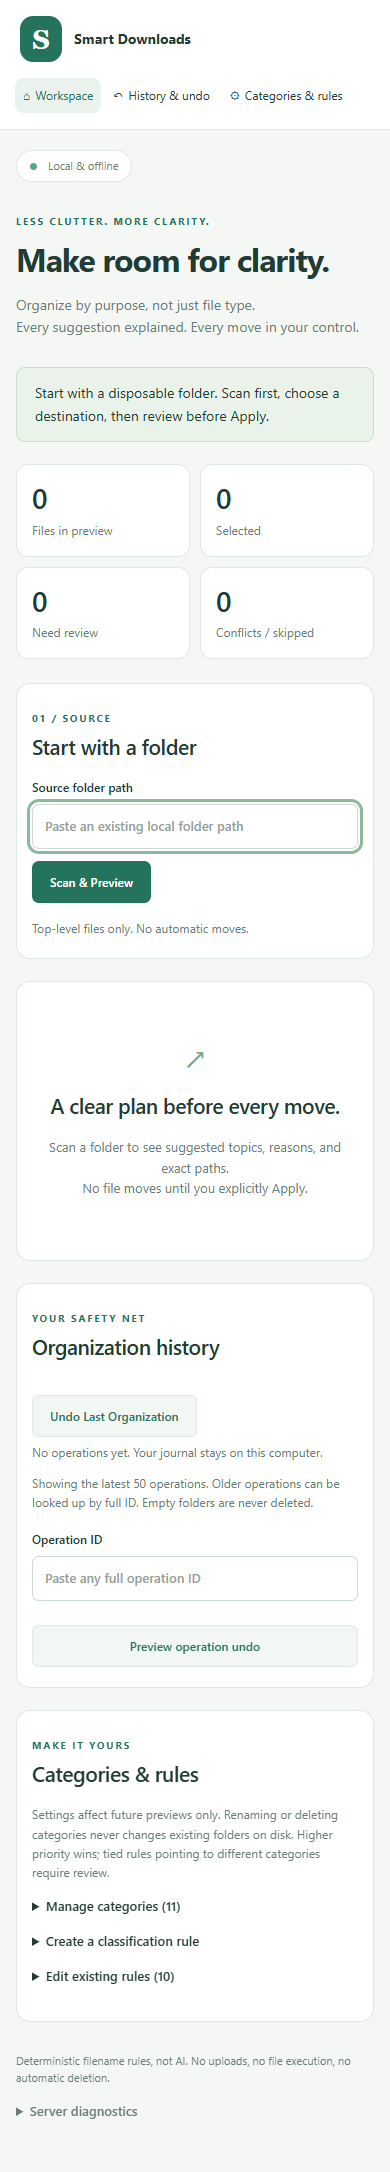 S Smart Downloads
Workspace History & undo Categories & rules
Local & offline
LESS CLUTTER. MORE CLARITY.
Make room for clarity.
Organize by purpose, not just file type.
Every suggestion explained. Every move in your control.
Start with a disposable folder. Scan first, choose a
destination, then review before Apply.
0
Files in preview
0
Selected
0
Need review
0
Conflicts / skipped
01 / SOURCE
Start with a folder
Source folder path
Paste an existing local folder path
Scan & Preview
Top-level files only. No automatic moves.
A clear plan before every move.
Scan a folder to see suggested topics, reasons, and
exact paths.
No file moves until you explicitly Apply.
YOUR SAFETY NET
Organization history
Undo Last Organization
No operations yet. Your journal stays on this computer.
Showing the latest 50 operations. Older operations can be
looked up by full ID. Empty folders are never deleted.
Operation ID
Paste any full operation ID
Preview operation undo
MAKE IT YOURS
Categories & rules
Settings affect future previews only. Renaming or deleting
categories never changes existing folders on disk. Higher
priority wins; tied rules pointing to different categories
require review.
Manage categories (11)
Create a classification rule
Edit existing rules (10)
Deterministic filename rules, not AI. No uploads, no file execution, no
automatic deletion.
Server diagnostics